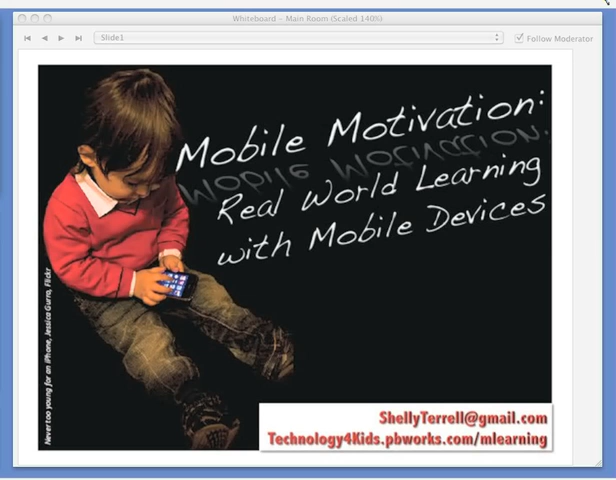 Whiteboard - Main Room (Scaled 140%)
Slide1
Follow Moderator
Mobile Motivation:
Real World Learning
with Mobile Devices
Never too young for an iPhone, Jessica Gurra, Flickr
ShellyTerrell@gmail.com
Technology4Kids.pbworks.com/mlearning